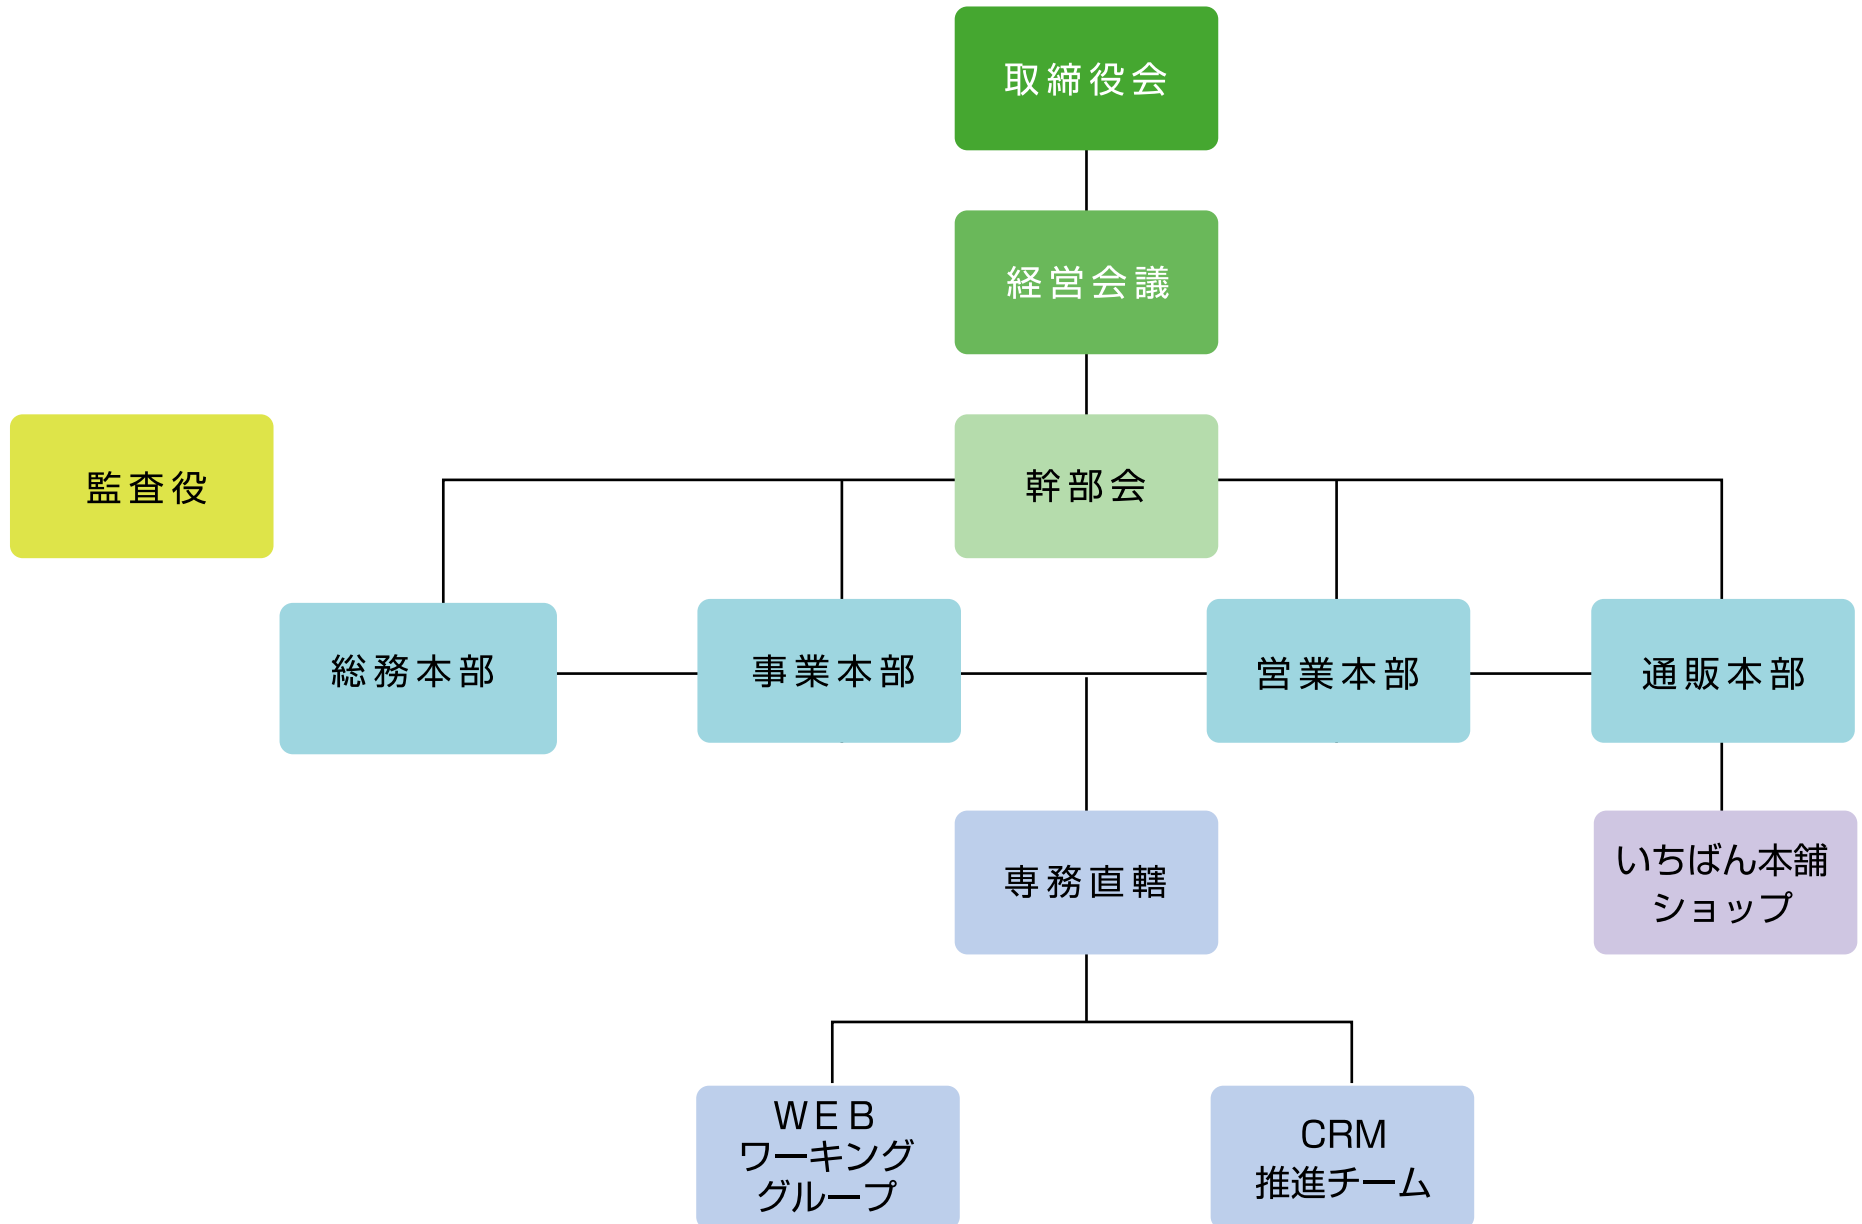 取締役会
経営会議
監査役
幹部会
総務本部
事業本部
営業本部
通販本部
専務直轄
いちばん本舗
ショップ
ＷＥＢ
ワーキング
グループ
CRM
推進チーム